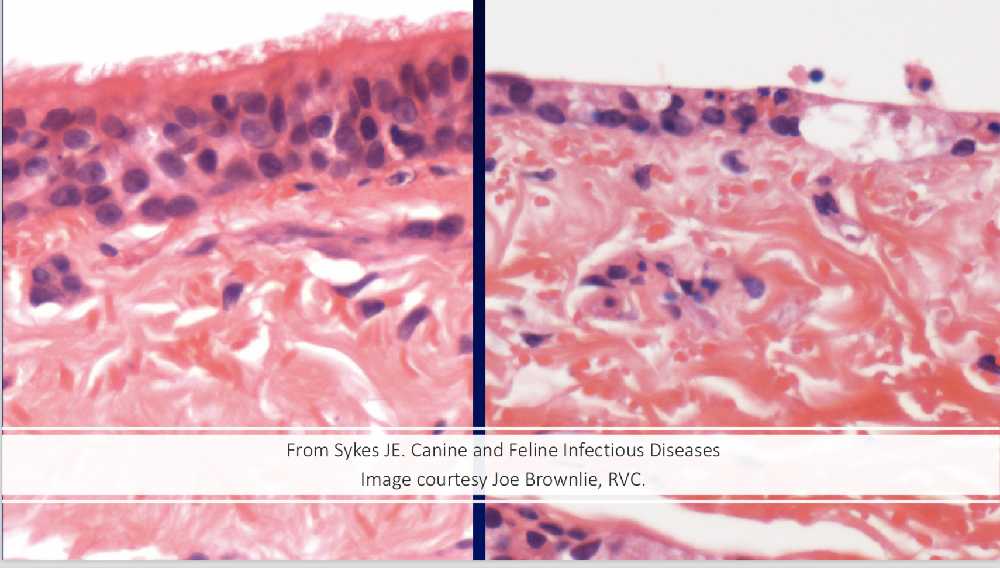 From Sykes JE. Canine and Feline Infectious Diseases
Image courtesy Joe Brownlie, RVC.